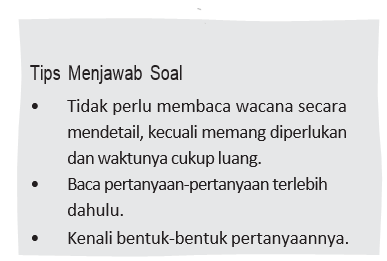 Tips Menjawab Soal
• Tidak perlu membaca wacana secara
mendetail, kecuali memang diperlukan
dan waktunya cukup luang.
• Baca pertanyaan-pertanyaan terlebih
dahulu.
• Kenali bentuk-bentuk pertanyaannya.